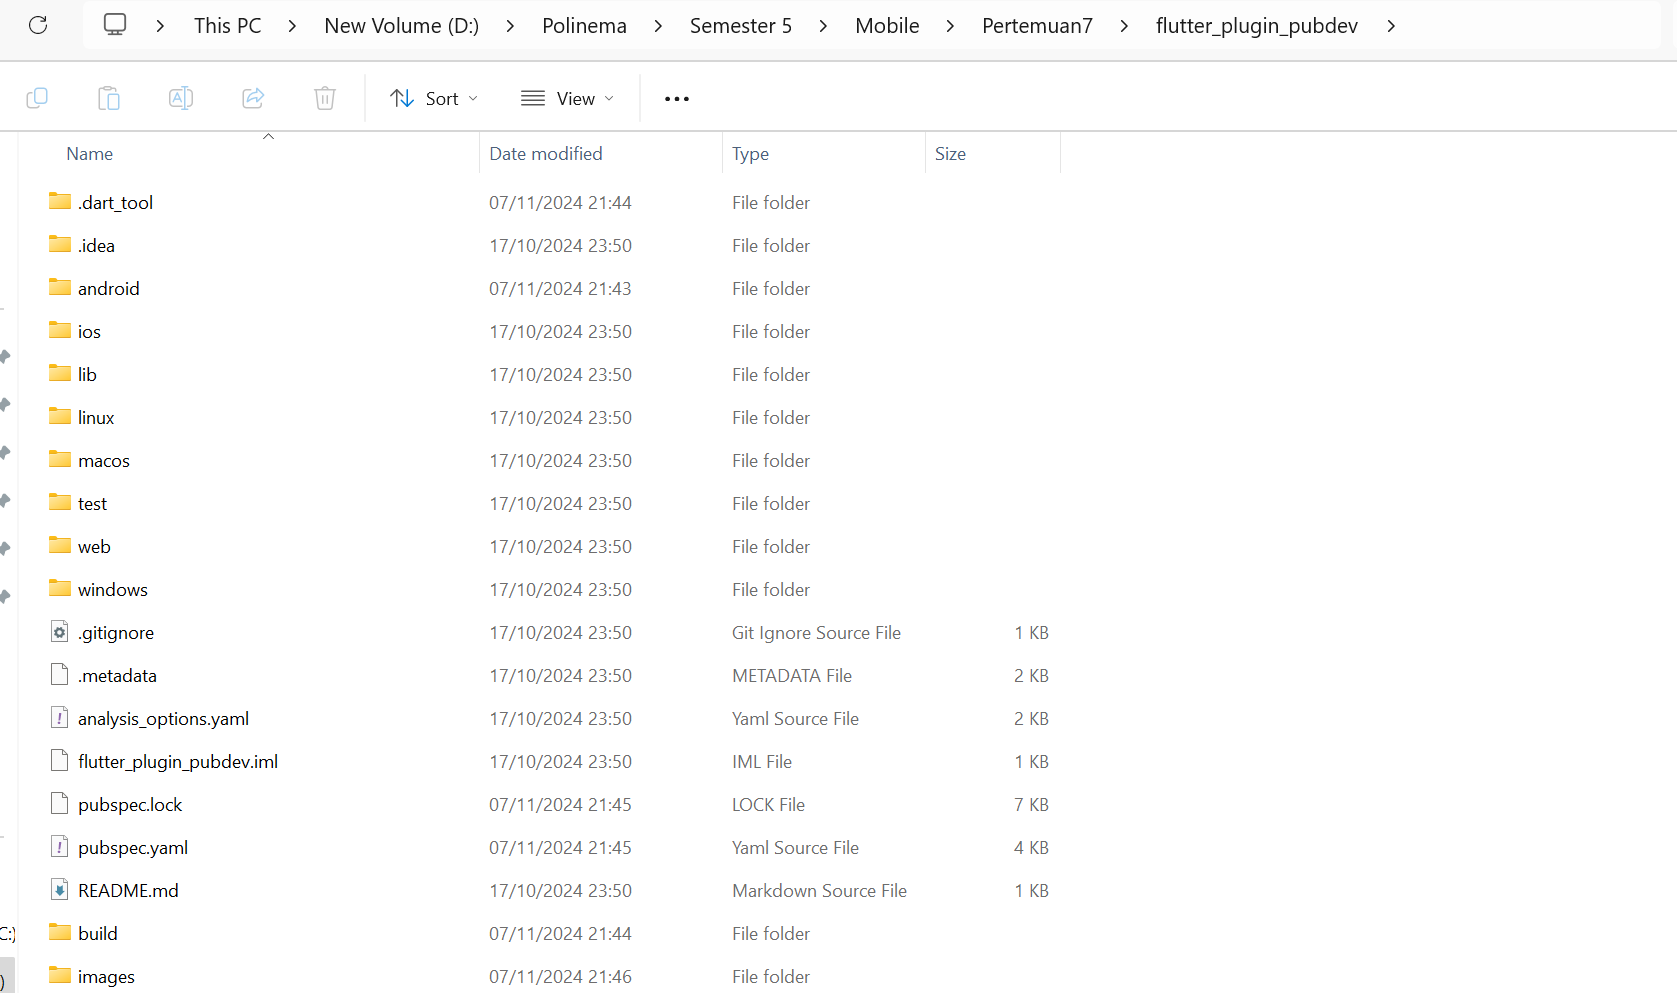 This PC New Volume (D:) Polinema Semester 5 Mobile Pertemuan7 flutter_plugin_pubdev
Sort View
Name Date modified Type Size
.dart_tool 07/11/2024 21:44 File folder
.idea 17/10/2024 23:50 File folder
android 07/11/2024 21:43 File folder
ios 17/10/2024 23:50 File folder
lib 17/10/2024 23:50 File folder
linux 17/10/2024 23:50 File folder
macos 17/10/2024 23:50 File folder
test 17/10/2024 23:50 File folder
web 17/10/2024 23:50 File folder
windows 17/10/2024 23:50 File folder
.gitignore 17/10/2024 23:50 Git Ignore Source File 1 KB
.metadata 17/10/2024 23:50 METADATA File 2 KB
analysis_options.yaml 17/10/2024 23:50 Yaml Source File 2 KB
flutter_plugin_pubdev.iml 17/10/2024 23:50 IML File 1 KB
pubspec.lock 07/11/2024 21:45 LOCK File 7 KB
pubspec.yaml 07/11/2024 21:45 Yaml Source File 4 KB
README.md 17/10/2024 23:50 Markdown Source File 1 KB
C:) build 07/11/2024 21:44 File folder
) images 07/11/2024 21:46 File folder